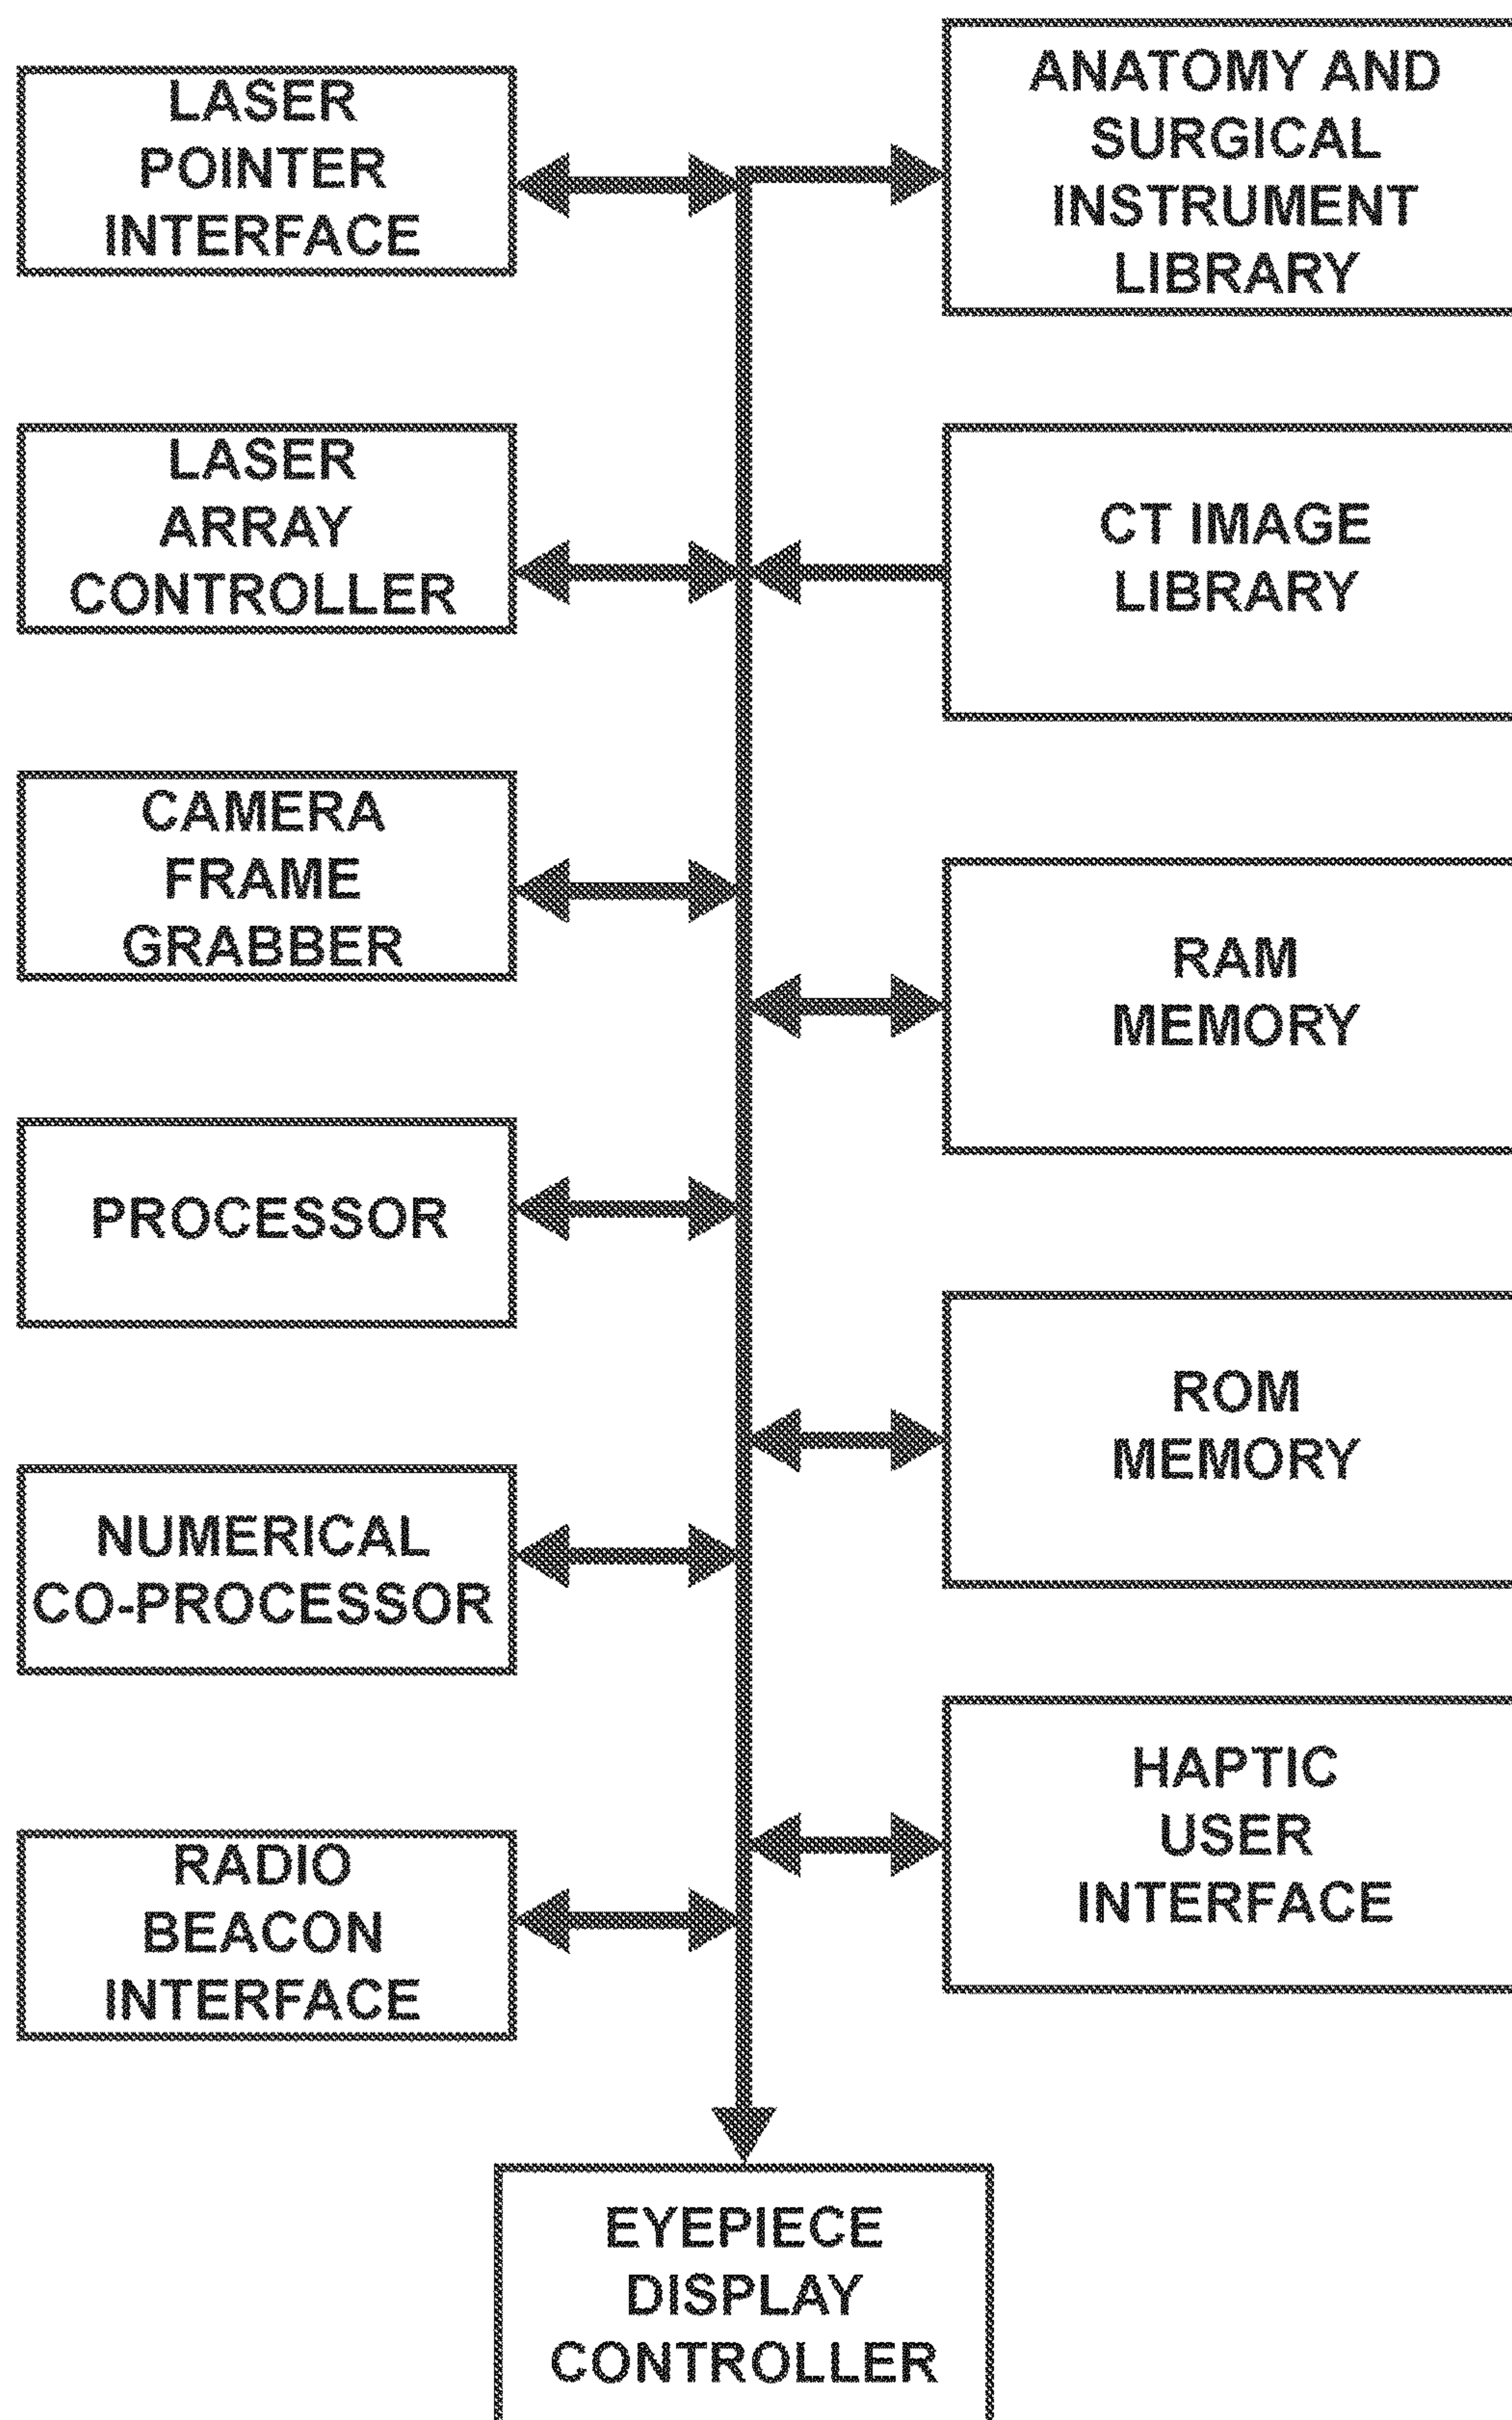 LASER
POINTER
INTERFACE
ANATOMY AND
SURGICAL
INSTRUMENT
LIBRARY
LASER
ARRAY
CONTROLLER
CT IMAGE
LIBRARY
CAMERA
FRAME
GRABBER
RAM
MEMORY
PROCESSOR
ROM
MEMORY
NUMERICAL
CO-PROCESSOR
HAPTIC
USER
INTERFACE
RADIO
BEACON
INTERFACE
EYEPIECE
DISPLAY
CONTROLLER